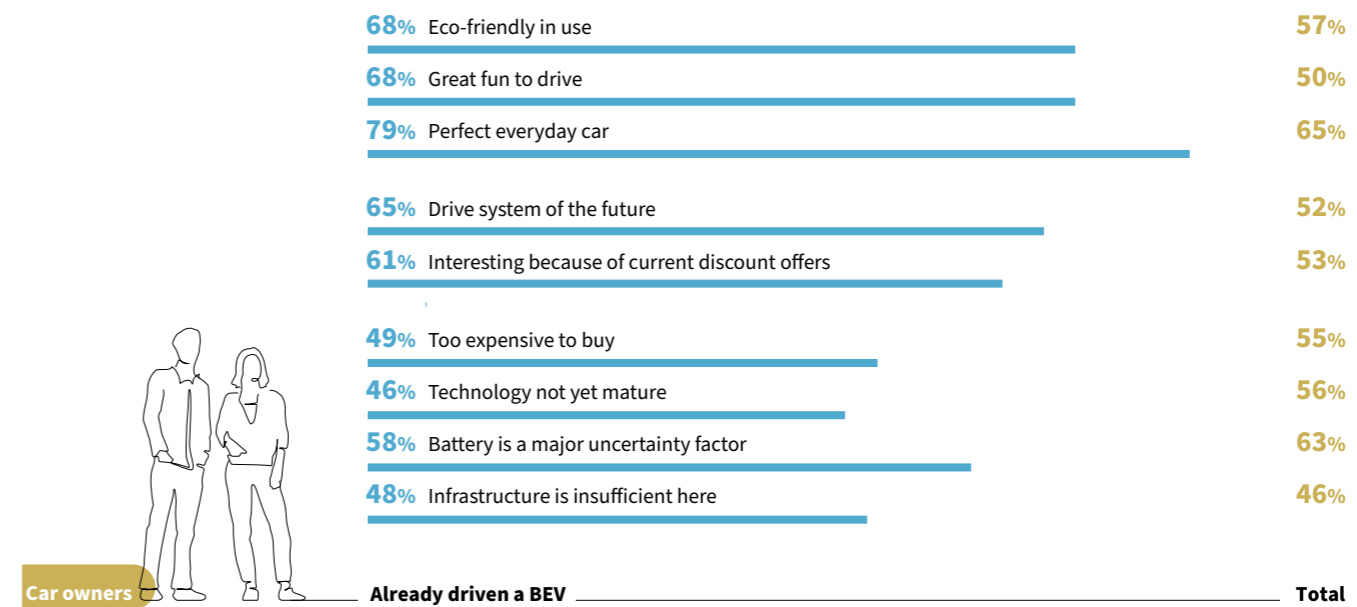 68% Eco-friendly in use 57%
68% Great fun to drive 50%
79% Perfect everyday car 65%
65% Drive system of the future 52%
61% Interesting because of current discount offers 53%
49% Too expensive to buy 55%
46% Technology not yet mature 56%
58% Battery is a major uncertainty factor 63%
48% Infrastructure is insufficient here 46%
Car owners Already driven a BEV Total